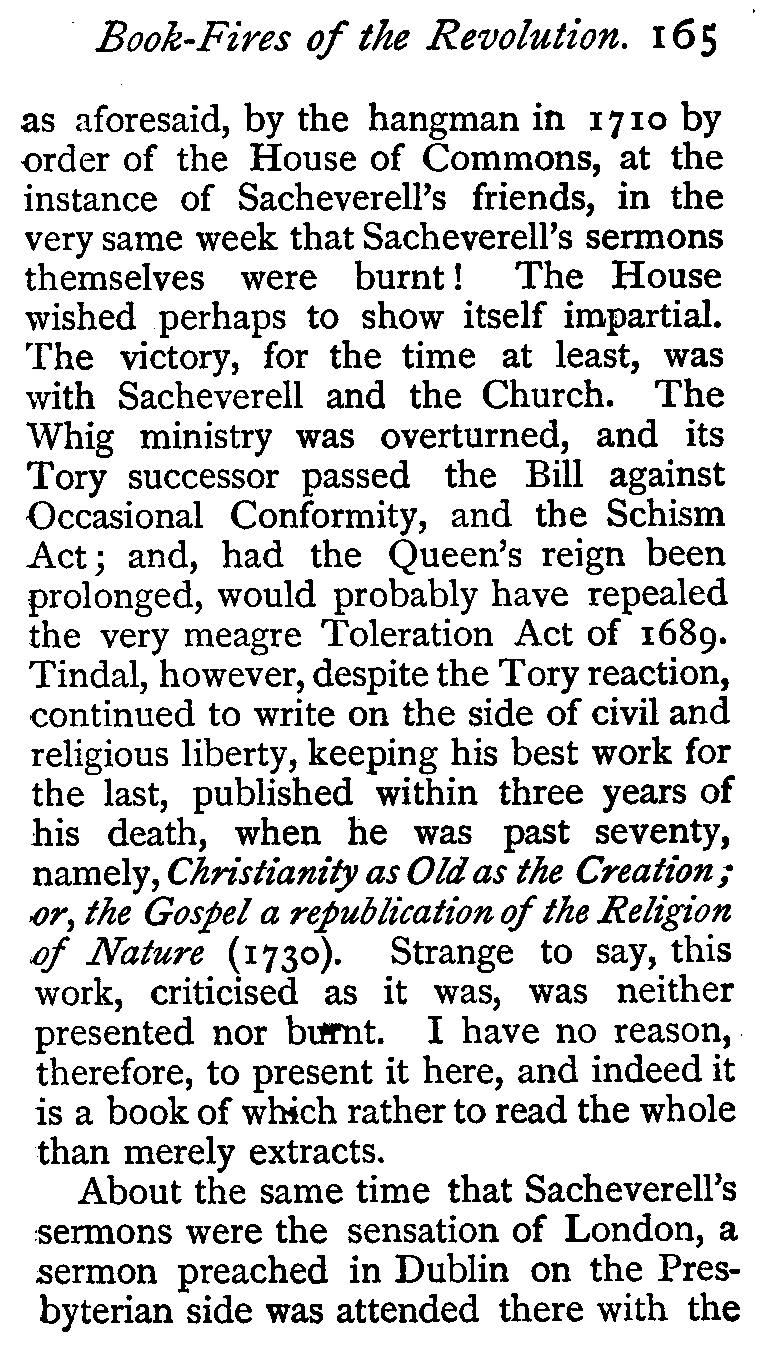 Book-Fires of the Revolution. 165
as aforesaid, by the hangman in 1710 by
order of the House of Commons, at the
instance of Sacheverell's friends, in the
very same week that Sacheverell's sermons
themselves were burnt! The House
wished perhaps to show itself impartial.
The victory, for the time at least, was
with Sacheverell and the Church. The
Whig ministry was overturned, and its
Tory successor passed the Bill against
Occasional Conformity, and the Schism
Act; and, had the Queen's reign been
prolonged, would probably have repealed
the very meagre Toleration Act of 1689.
Tindal, however, despite the Tory reaction,
continued to write on the side of civil and
religious liberty, keeping his best work for
the last, published within three years of
his death, when he was past seventy,
namely, Christianity as Old as the Creation;
or, the Gospel a republication of the Religion
of Nature (1730). Strange to say, this
work, criticised as it was, was neither
presented nor burnt. I have no reason,
therefore, to present it here, and indeed it
is a book of which rather to read the whole
than merely extracts.
About the same time that Sacheverell's
sermons were the sensation of London, a
sermon preached in Dublin on the Pres-
byterian side was attended there with the